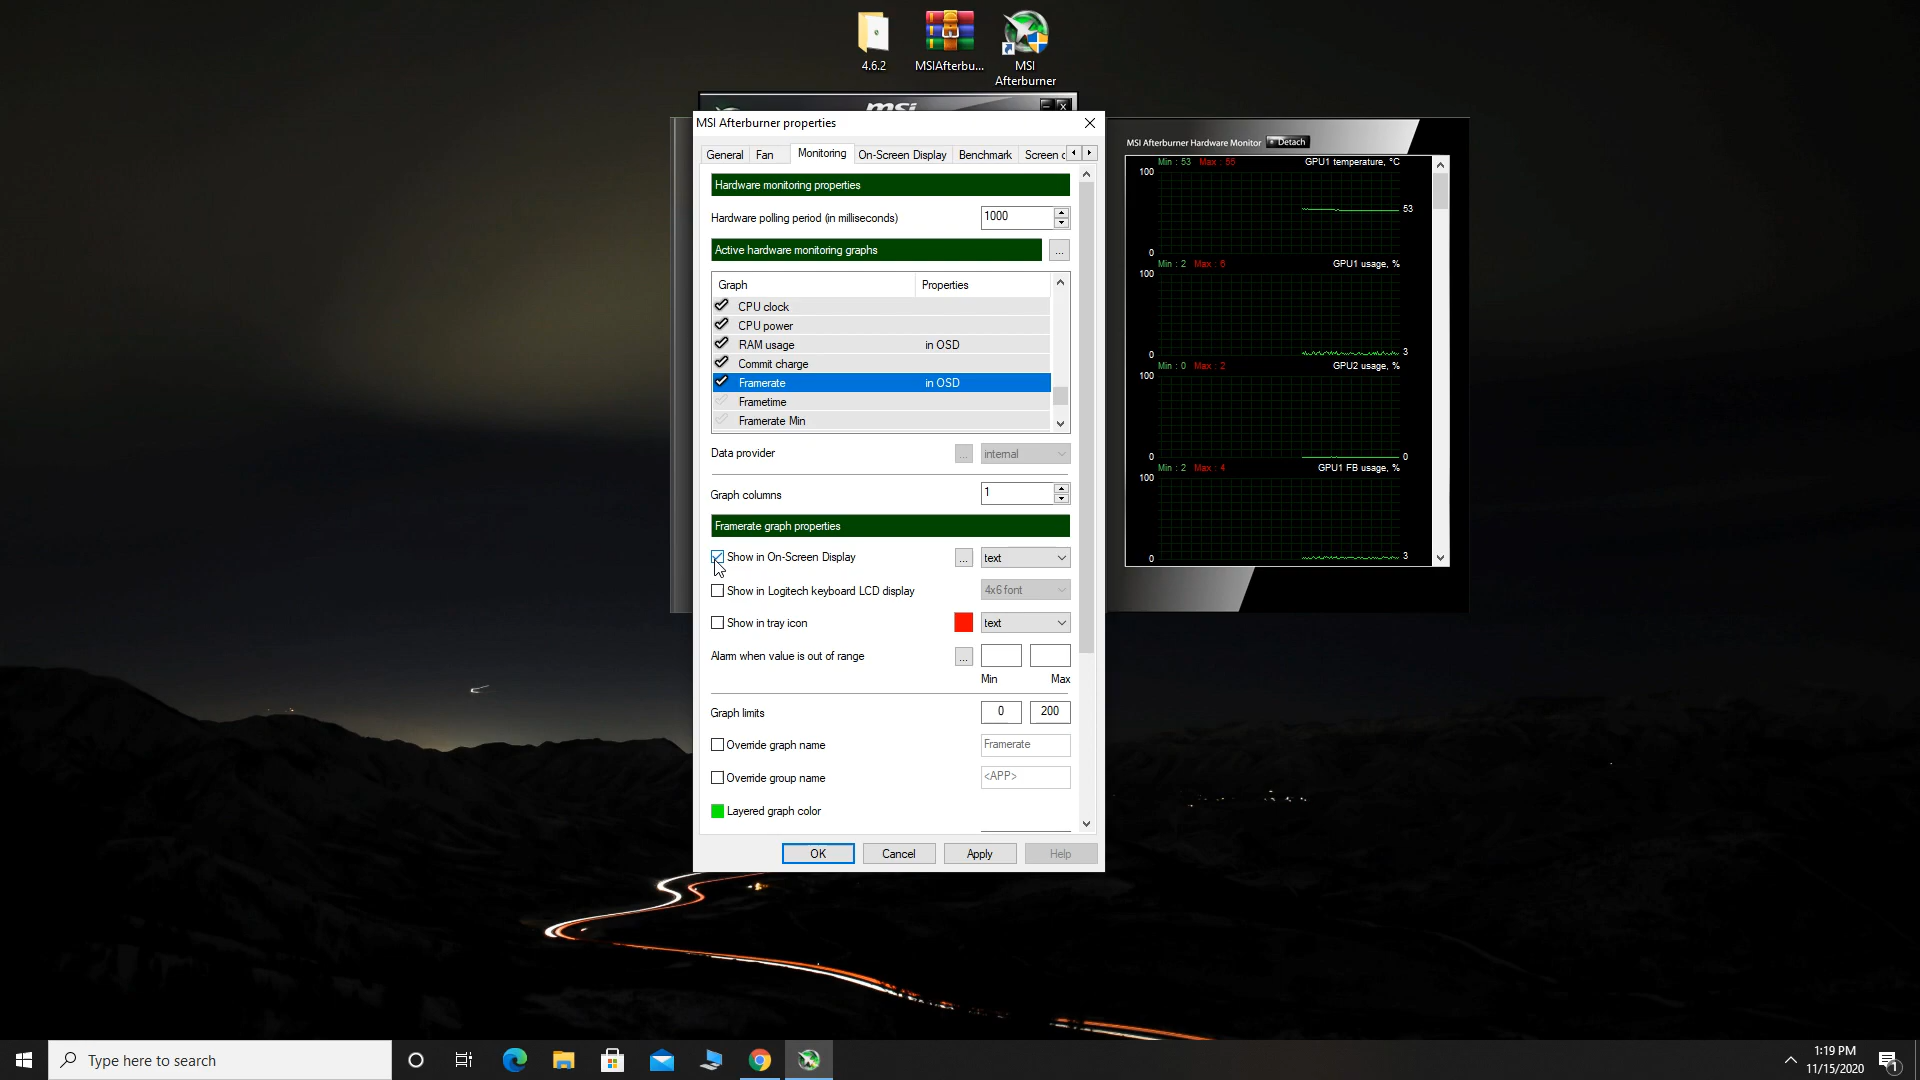 4.6.2
MSIAfterbu...
MSI
Afterburner
msi
MSI Afterburner properties
General
Fan
Monitoring
On-Screen Display
Benchmark
Screen c
Hardware monitoring properties
Hardware polling period (in milliseconds)
1000
Active hardware monitoring graphs
...
Graph
Properties
CPU clock
CPU power
RAM usage
in OSD
Commit charge
Framerate
in OSD
Frametime
Framerate Min
Data provider
...
internal
Graph columns
1
Framerate graph properties
Show in On-Screen Display
...
text
Show in Logitech keyboard LCD display
4x6 font
Show in tray icon
text
Alarm when value is out of range
...
Min
Max
Graph limits
0
200
Override graph name
Framerate
Override group name
<APP>
Layered graph color
OK
Cancel
Apply
Help
MSI Afterburner Hardware Monitor
Detach
Min : 53 Max : 55
GPU1 temperature, °C
100
53
0
Min : 2 Max : 6
GPU1 usage, %
100
3
0
Min : 0 Max : 2
GPU2 usage, %
100
0
0
Min : 2 Max : 4
GPU1 FB usage, %
100
3
0
Type here to search
1:19 PM
11/15/2020
1